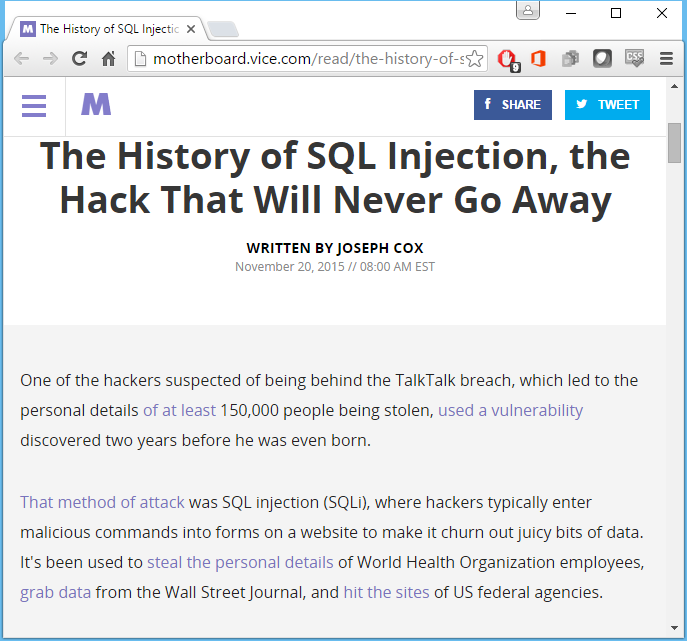 The History of SQL Injectic
motherboard.vice.com/read/the-history-of-s
9
CSS
M
SHARE
TWEET
The History of SQL Injection, the
Hack That Will Never Go Away
WRITTEN BY JOSEPH COX
November 20, 2015 // 08:00 AM EST
One of the hackers suspected of being behind the TalkTalk breach, which led to the
personal details of at least 150,000 people being stolen, used a vulnerability
discovered two years before he was even born.
That method of attack was SQL injection (SQLi), where hackers typically enter
malicious commands into forms on a website to make it churn out juicy bits of data.
It's been used to steal the personal details of World Health Organization employees,
grab data from the Wall Street Journal, and hit the sites of US federal agencies.